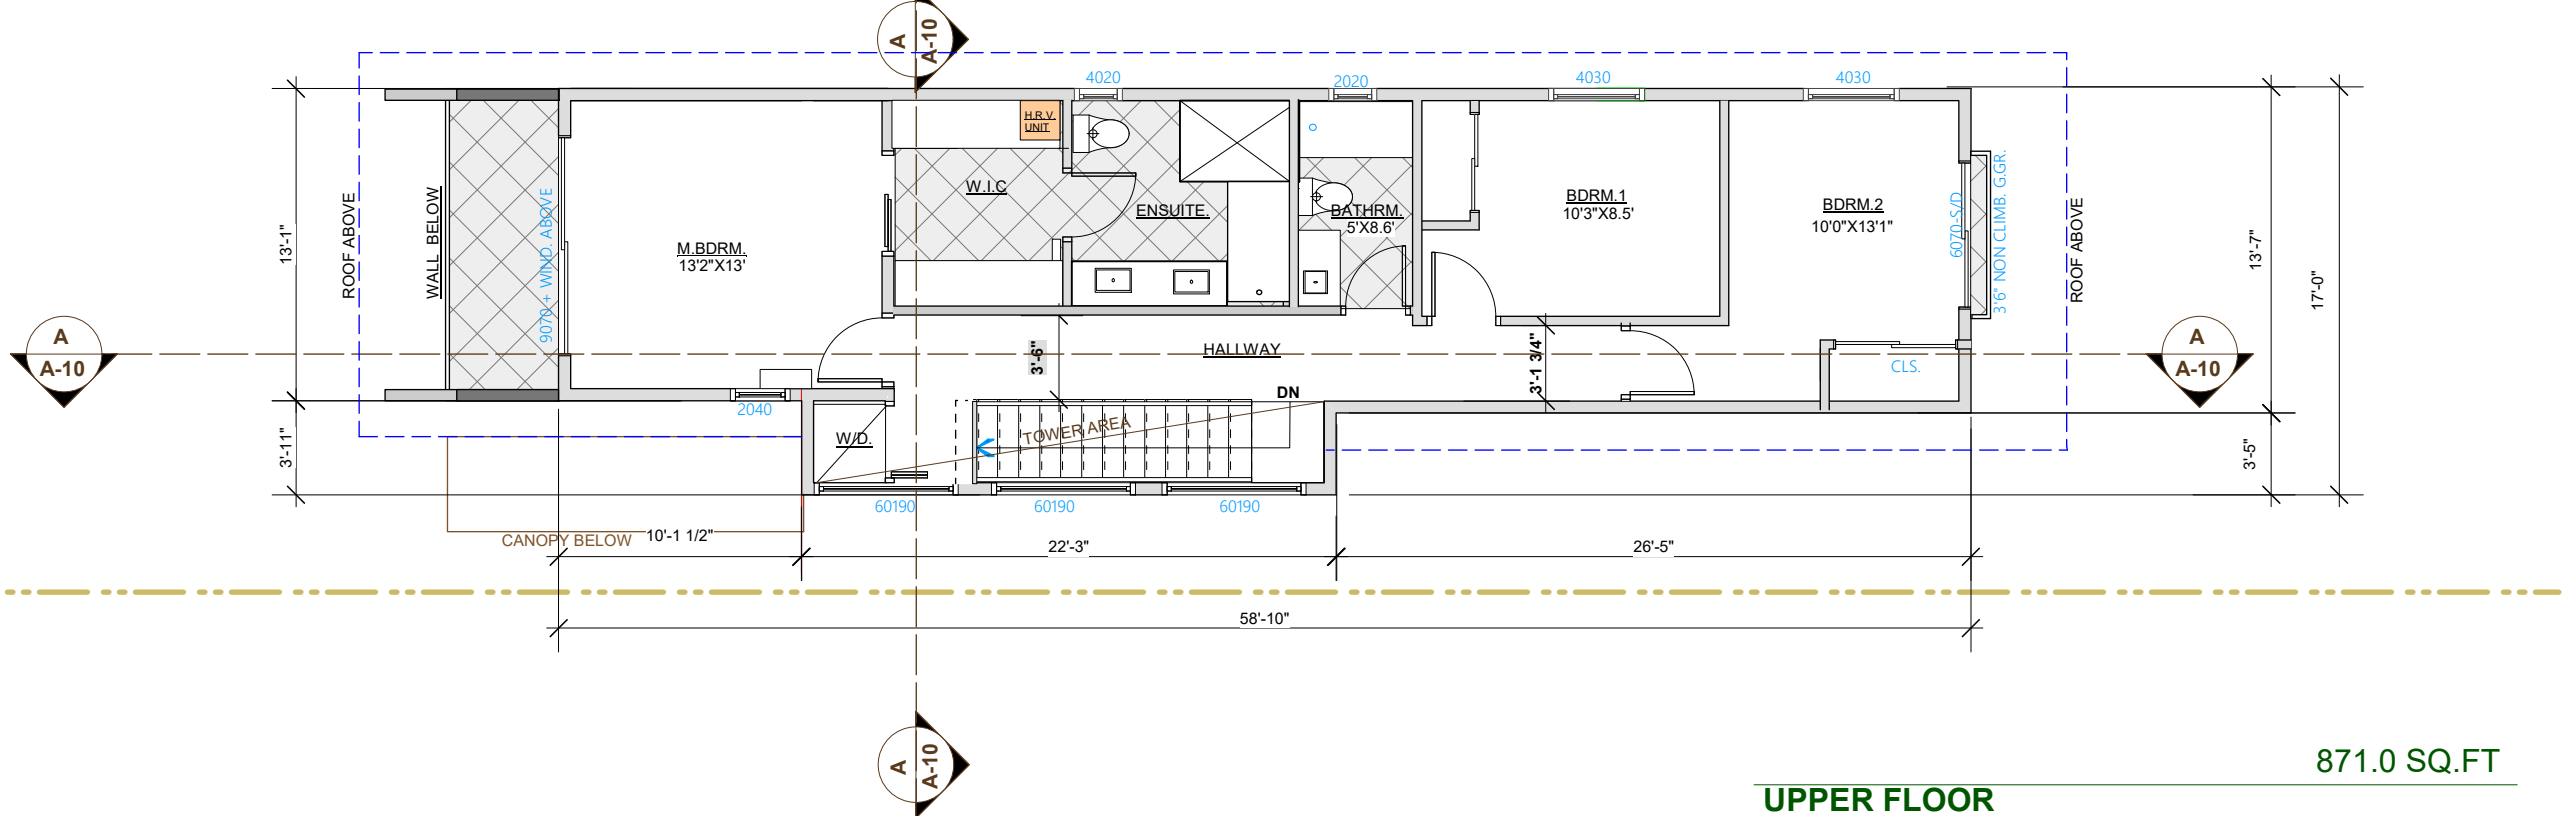 A
A-10
4020
2020
4030
4030
H.R.V.
UNIT
ROOF ABOVE
WALL BELOW
9070 + WIND. ABOVE
13'-1"
3'-11"
M.BDRM.
13'2"X13'
W.I.C
ENSUITE.
BATHRM.
5'X8.6'
BDRM.1
10'3"X8.5'
BDRM.2
10'0"X13'1"
6070-S/D
3'6" NON CLIMB. G.GR.
ROOF ABOVE
13'-7"
17'-0"
3'-5"
A
A-10
3'-6"
HALLWAY
3'-1 3/4"
CLS.
A
A-10
2040
W/D.
TOWER AREA
DN
60190
60190
60190
CANOPY BELOW
10'-1 1/2"
22'-3"
26'-5"
58'-10"
A
A-10
871.0 SQ.FT
UPPER FLOOR